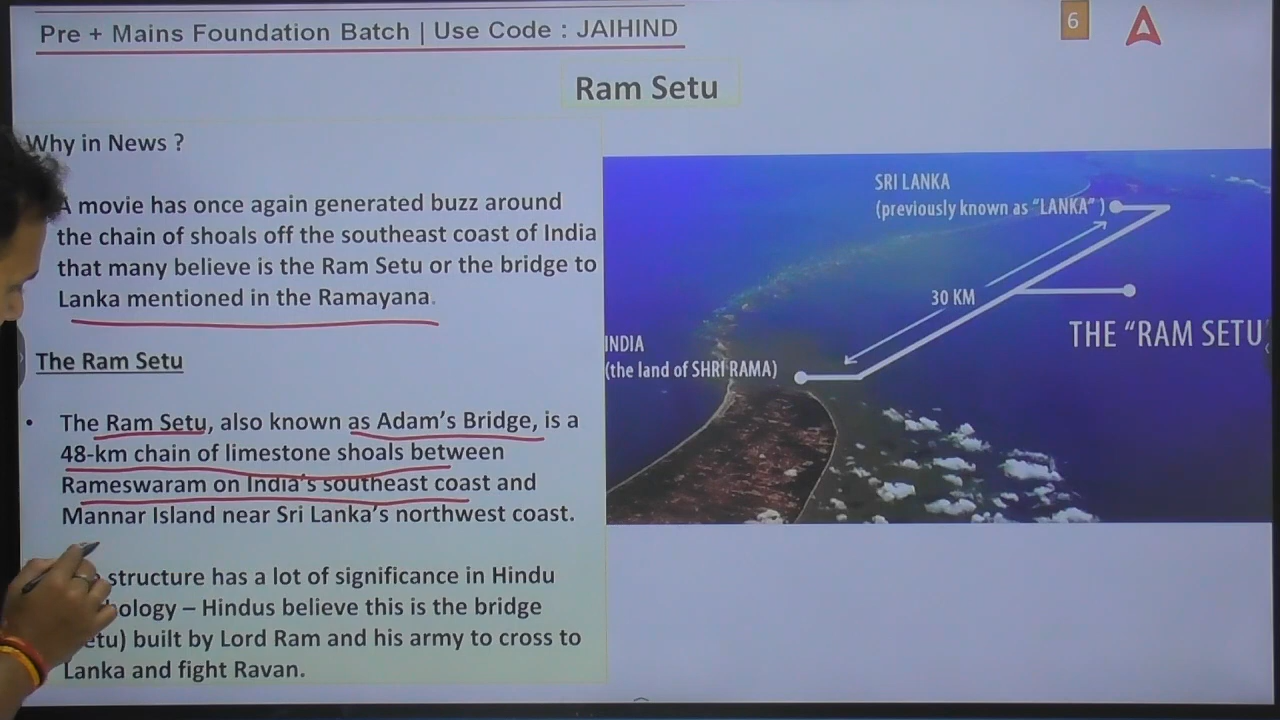 Pre + Mains Foundation Batch | Use Code : JAIHIND
6
Ram Setu
Why in News ?
A movie has once again generated buzz around
the chain of shoals off the southeast coast of India
that many believe is the Ram Setu or the bridge to
Lanka mentioned in the Ramayana.
The Ram Setu
• The Ram Setu, also known as Adam's Bridge, is a
48-km chain of limestone shoals between
Rameswaram on India's southeast coast and
Mannar Island near Sri Lanka's northwest coast.
structure has a lot of significance in Hindu
– Hindus believe this is the bridge
built by Lord Ram and his army to cross to
Lanka and fight Ravan.
SRI LANKA
(previously known as "LANKA" )
30 KM
THE "RAM SETU
INDIA
(the land of SHRI RAMA)